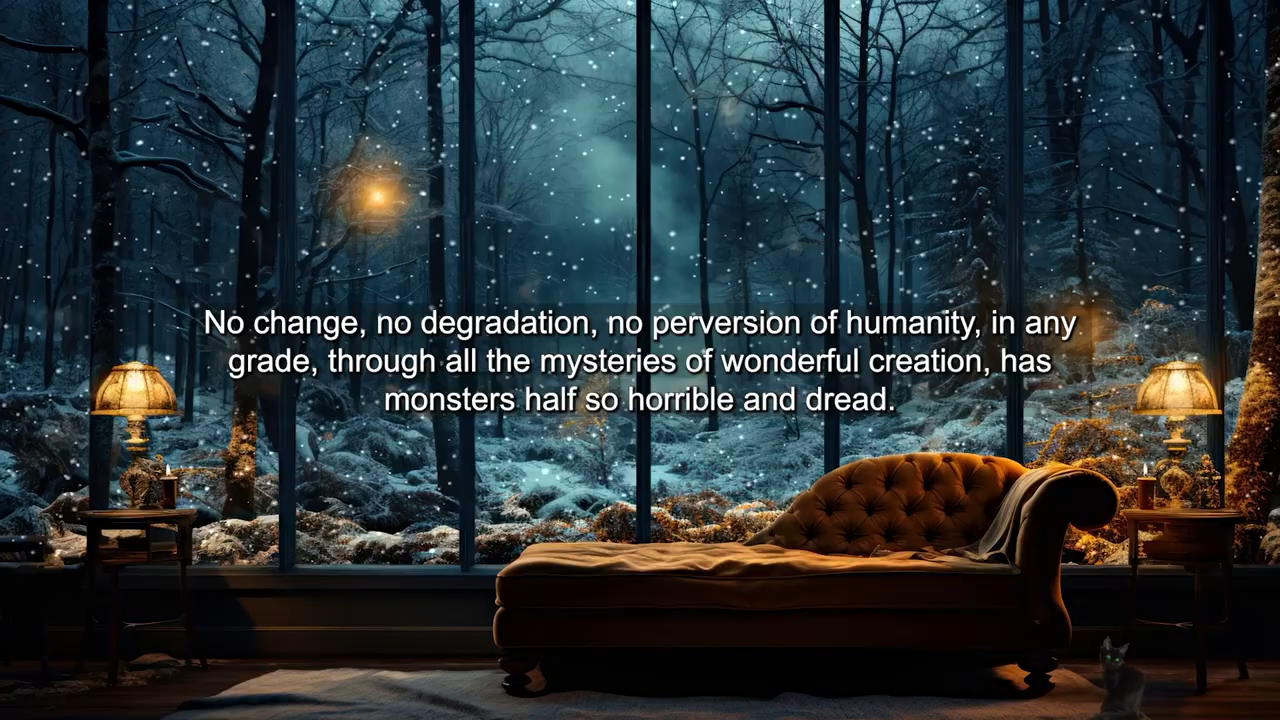 No change, no degradation, no perversion of humanity, in any
grade, through all the mysteries of wonderful creation, has
monsters half so horrible and dread.